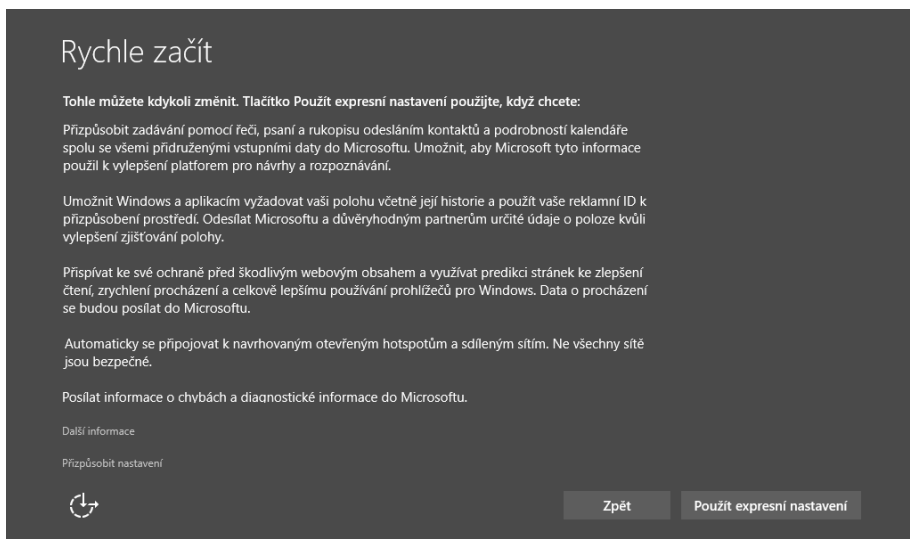 Rychle začít
Tohle můžete kdykoli změnit. Tlačítko Použít expresní nastavení použijte, když chcete:
Přizpůsobit zadávání pomocí řeči, psaní a rukopisu odesláním kontaktů a podrobností kalendáře
spolu se všemi přidruženými vstupními daty do Microsoftu. Umožnit, aby Microsoft tyto informace
použil k vylepšení platforem pro návrhy a rozpoznávání.
Umožnit Windows a aplikacím vyžadovat vaši polohu včetně její historie a použít vaše reklamní ID k
přizpůsobení prostředí. Odesílat Microsoftu a důvěryhodným partnerům určité údaje o poloze kvůli
vylepšení zjišťování polohy.
Přispívat ke své ochraně před škodlivým webovým obsahem a využívat predikci stránek ke zlepšení
čtení, zrychlení procházení a celkově lepšímu používání prohlížečů pro Windows. Data o procházení
se budou posílat do Microsoftu.
Automaticky se připojovat k navrhovaným otevřeným hotspotům a sdíleným sítím. Ne všechny sítě
jsou bezpečné.
Posílat informace o chybách a diagnostické informace do Microsoftu.
Další informace
Přizpůsobit nastavení
Zpět
Použít expresní nastavení